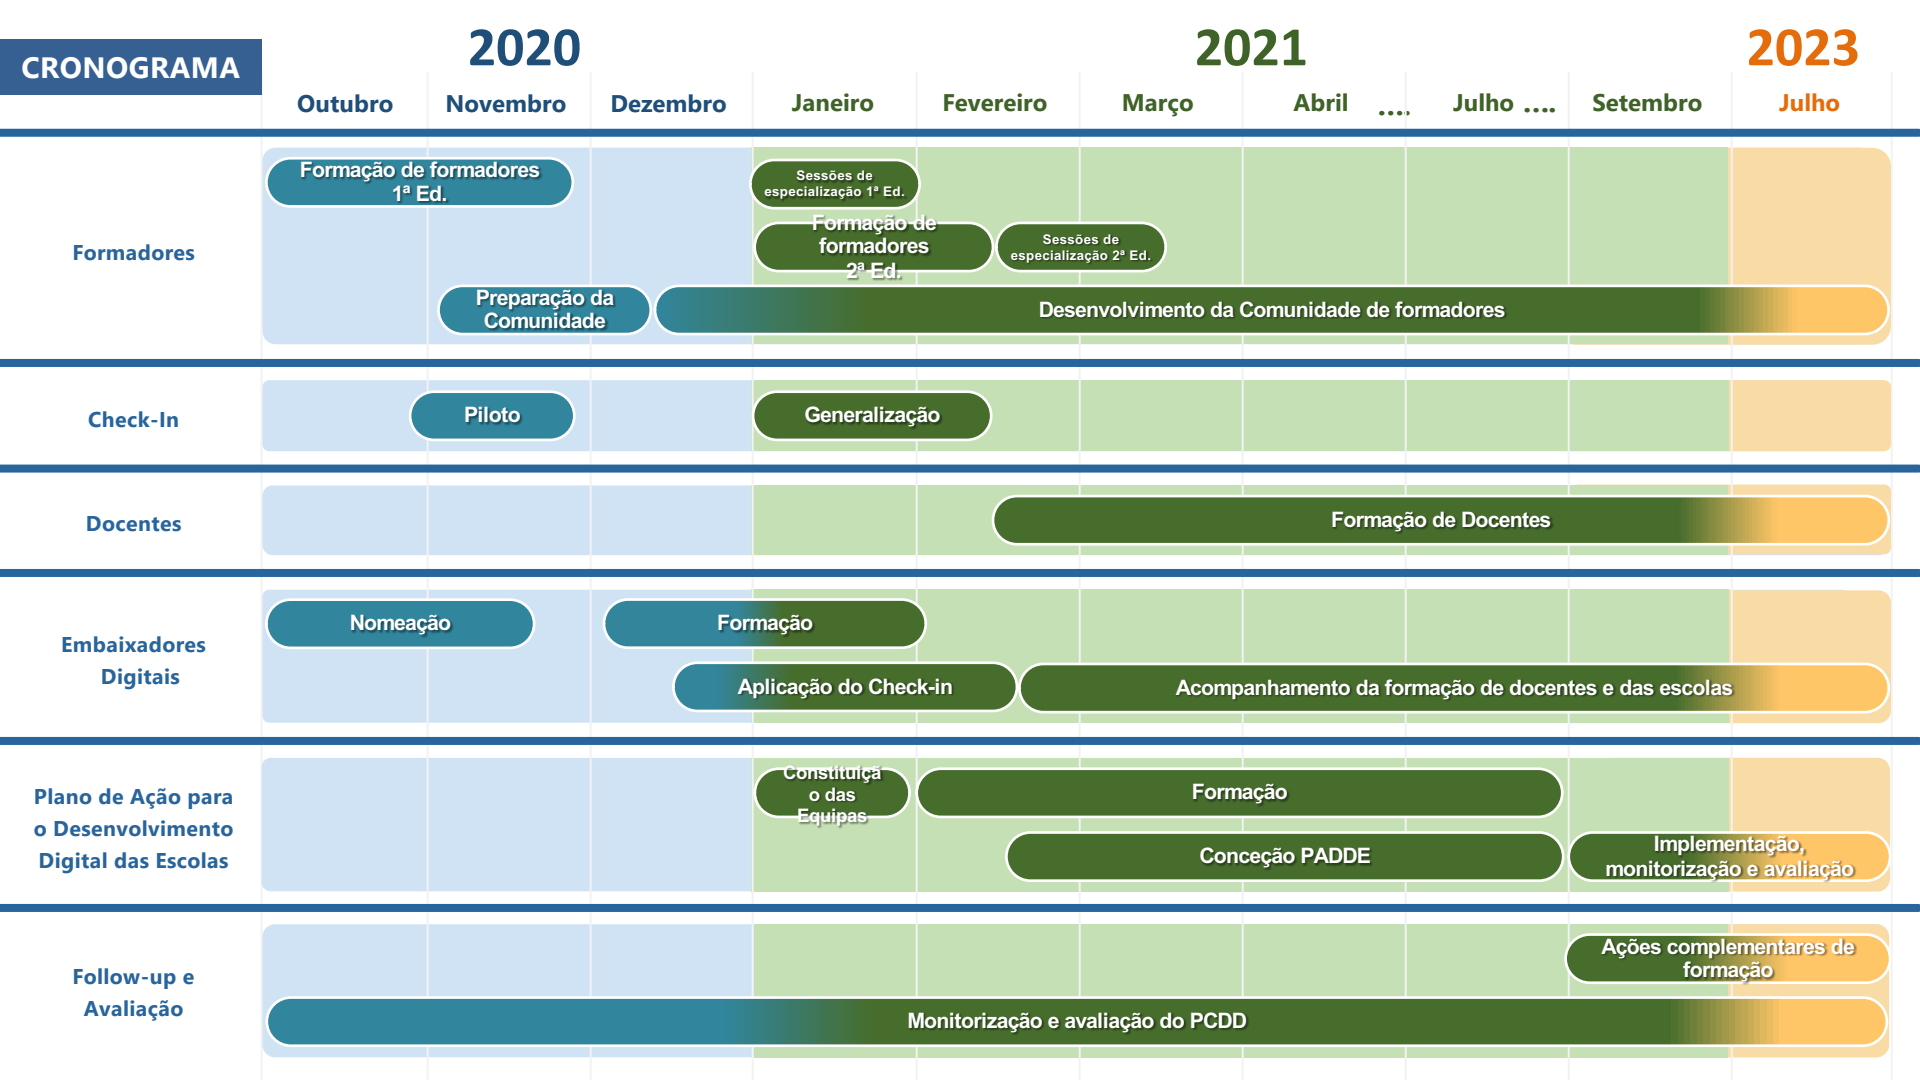 2020
2021
2023
CRONOGRAMA
Outubro
Novembro
Dezembro
Janeiro
Fevereiro
Março
Abril
....
Julho ....
Setembro
Julho
Formadores
Formação de formadores
1ª Ed.
Sessões de
especialização 1ª Ed.
Formação de
formadores
2ª Ed.
Sessões de
especialização 2ª Ed.
Preparação da
Comunidade
Desenvolvimento da Comunidade de formadores
Check-In
Piloto
Generalização
Docentes
Formação de Docentes
Embaixadores
Digitais
Nomeação
Formação
Aplicação do Check-in
Acompanhamento da formação de docentes e das escolas
Plano de Ação para
o Desenvolvimento
Digital das Escolas
Constituiçã
o das
Equipas
Formação
Conceção PADDE
Implementação,
monitorização e avaliação
Follow-up e
Avaliação
Ações complementares de
formação
Monitorização e avaliação do PCDD